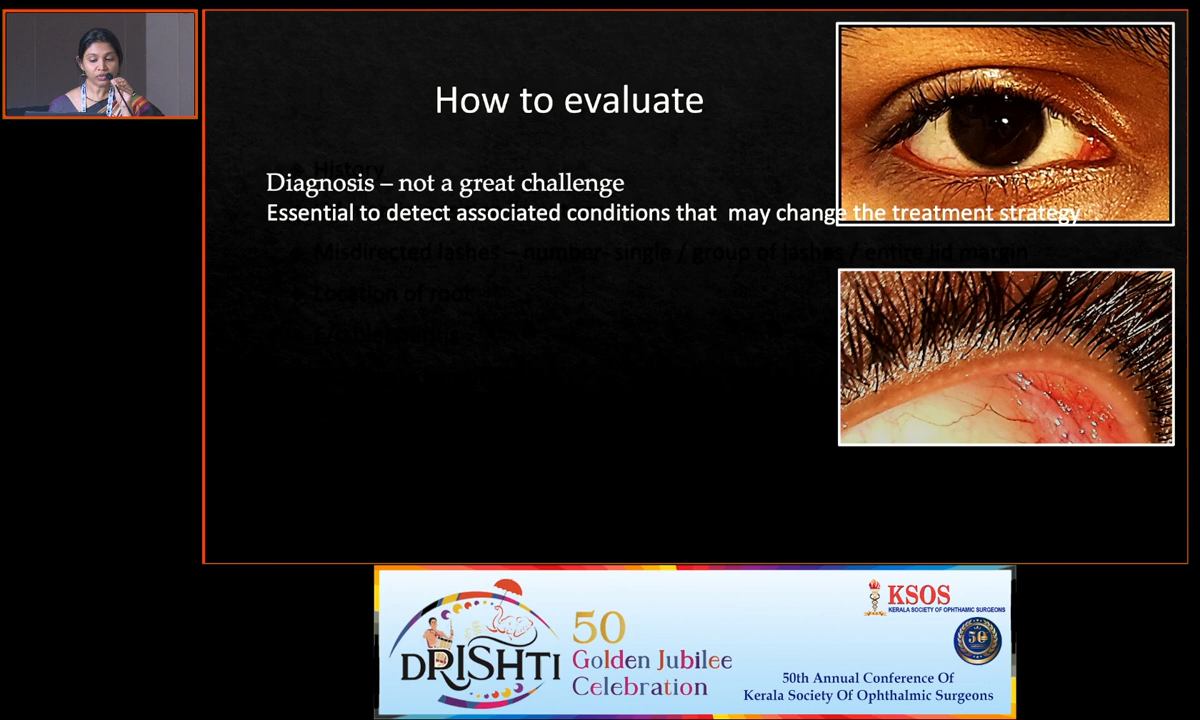 How to evaluate
History
Diagnosis – not a great challenge
Essential to detect associated conditions that may change the treatment strategy
Misdirected lashes – number- single / group of lashes / entire lid margin
Location of root
DRISHTI
50
Golden Jubilee
Celebration
KSOS
KERALA SOCIETY OF OPHTHAMIC SURGEONS
50
50th Annual Conference Of
Kerala Society Of Ophthalmic Surgeons